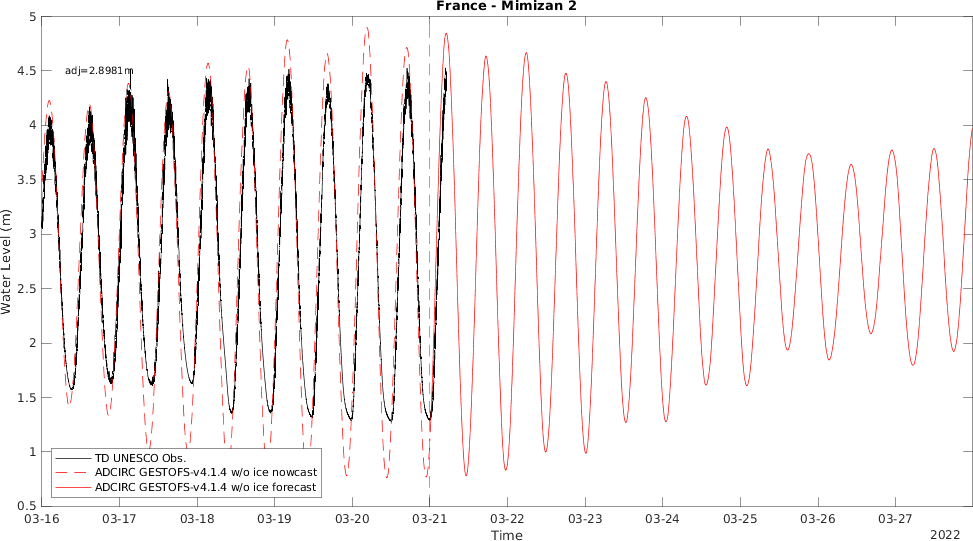 France - Mimizan 2
5
4.5
4
3.5
3
2.5
2
1.5
1
0.5
Water Level (m)
adj=2.8981m
TD UNESCO Obs.
ADCIRC GESTOFS-v4.1.4 w/o ice nowcast
ADCIRC GESTOFS-v4.1.4 w/o ice forecast
03-16 03-17 03-18 03-19 03-20 03-21 03-22 03-23 03-24 03-25 03-26 03-27
Time
2022